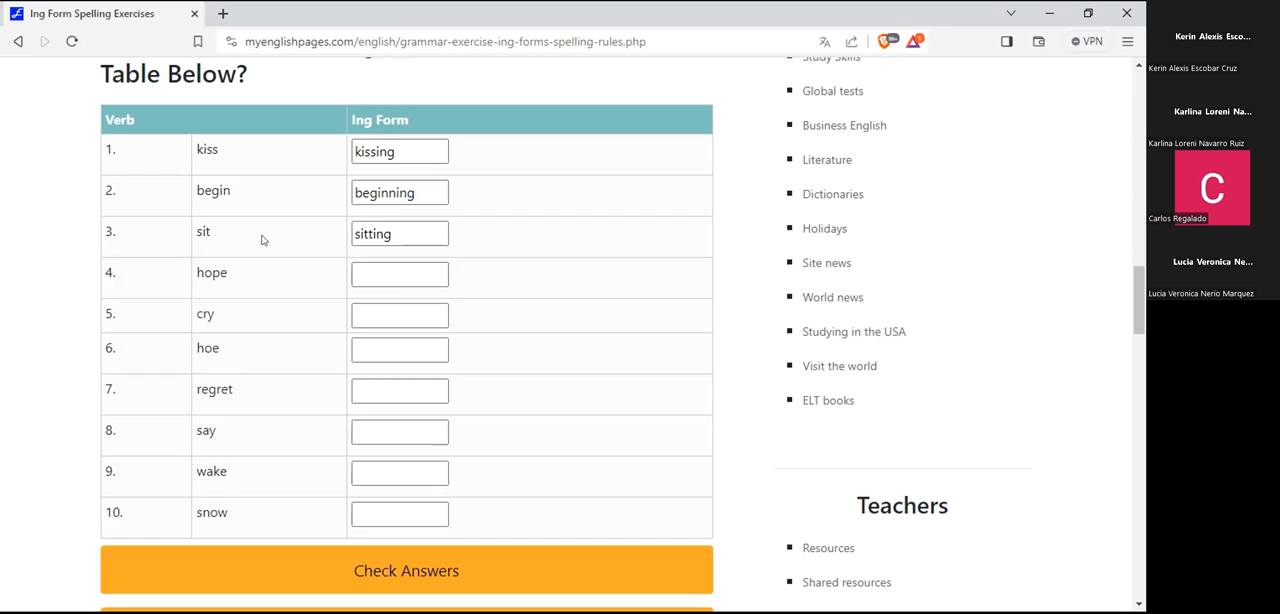 Ing Form Spelling Exercises
myenglishpages.com/english/grammar-exercise-ing-forms-spelling-rules.php
VPN
Table Below?
Verb Ing Form
1. kiss kissing
2. begin beginning
3. sit sitting
4. hope
5. cry
6. hoe
7. regret
8. say
9. wake
10. snow
Check Answers
Study Skills
Global tests
Business English
Literature
Dictionaries
Holidays
Site news
World news
Studying in the USA
Visit the world
ELT books
Teachers
Resources
Shared resources
Kerin Alexis Esco...
Kerin Alexis Escobar Cruz
Karlina Loreni Na...
Karlina Loreni Navarro Ruiz
C
Carlos Regalado
Lucia Veronica Ne...
Lucia Veronica Nerio Marquez